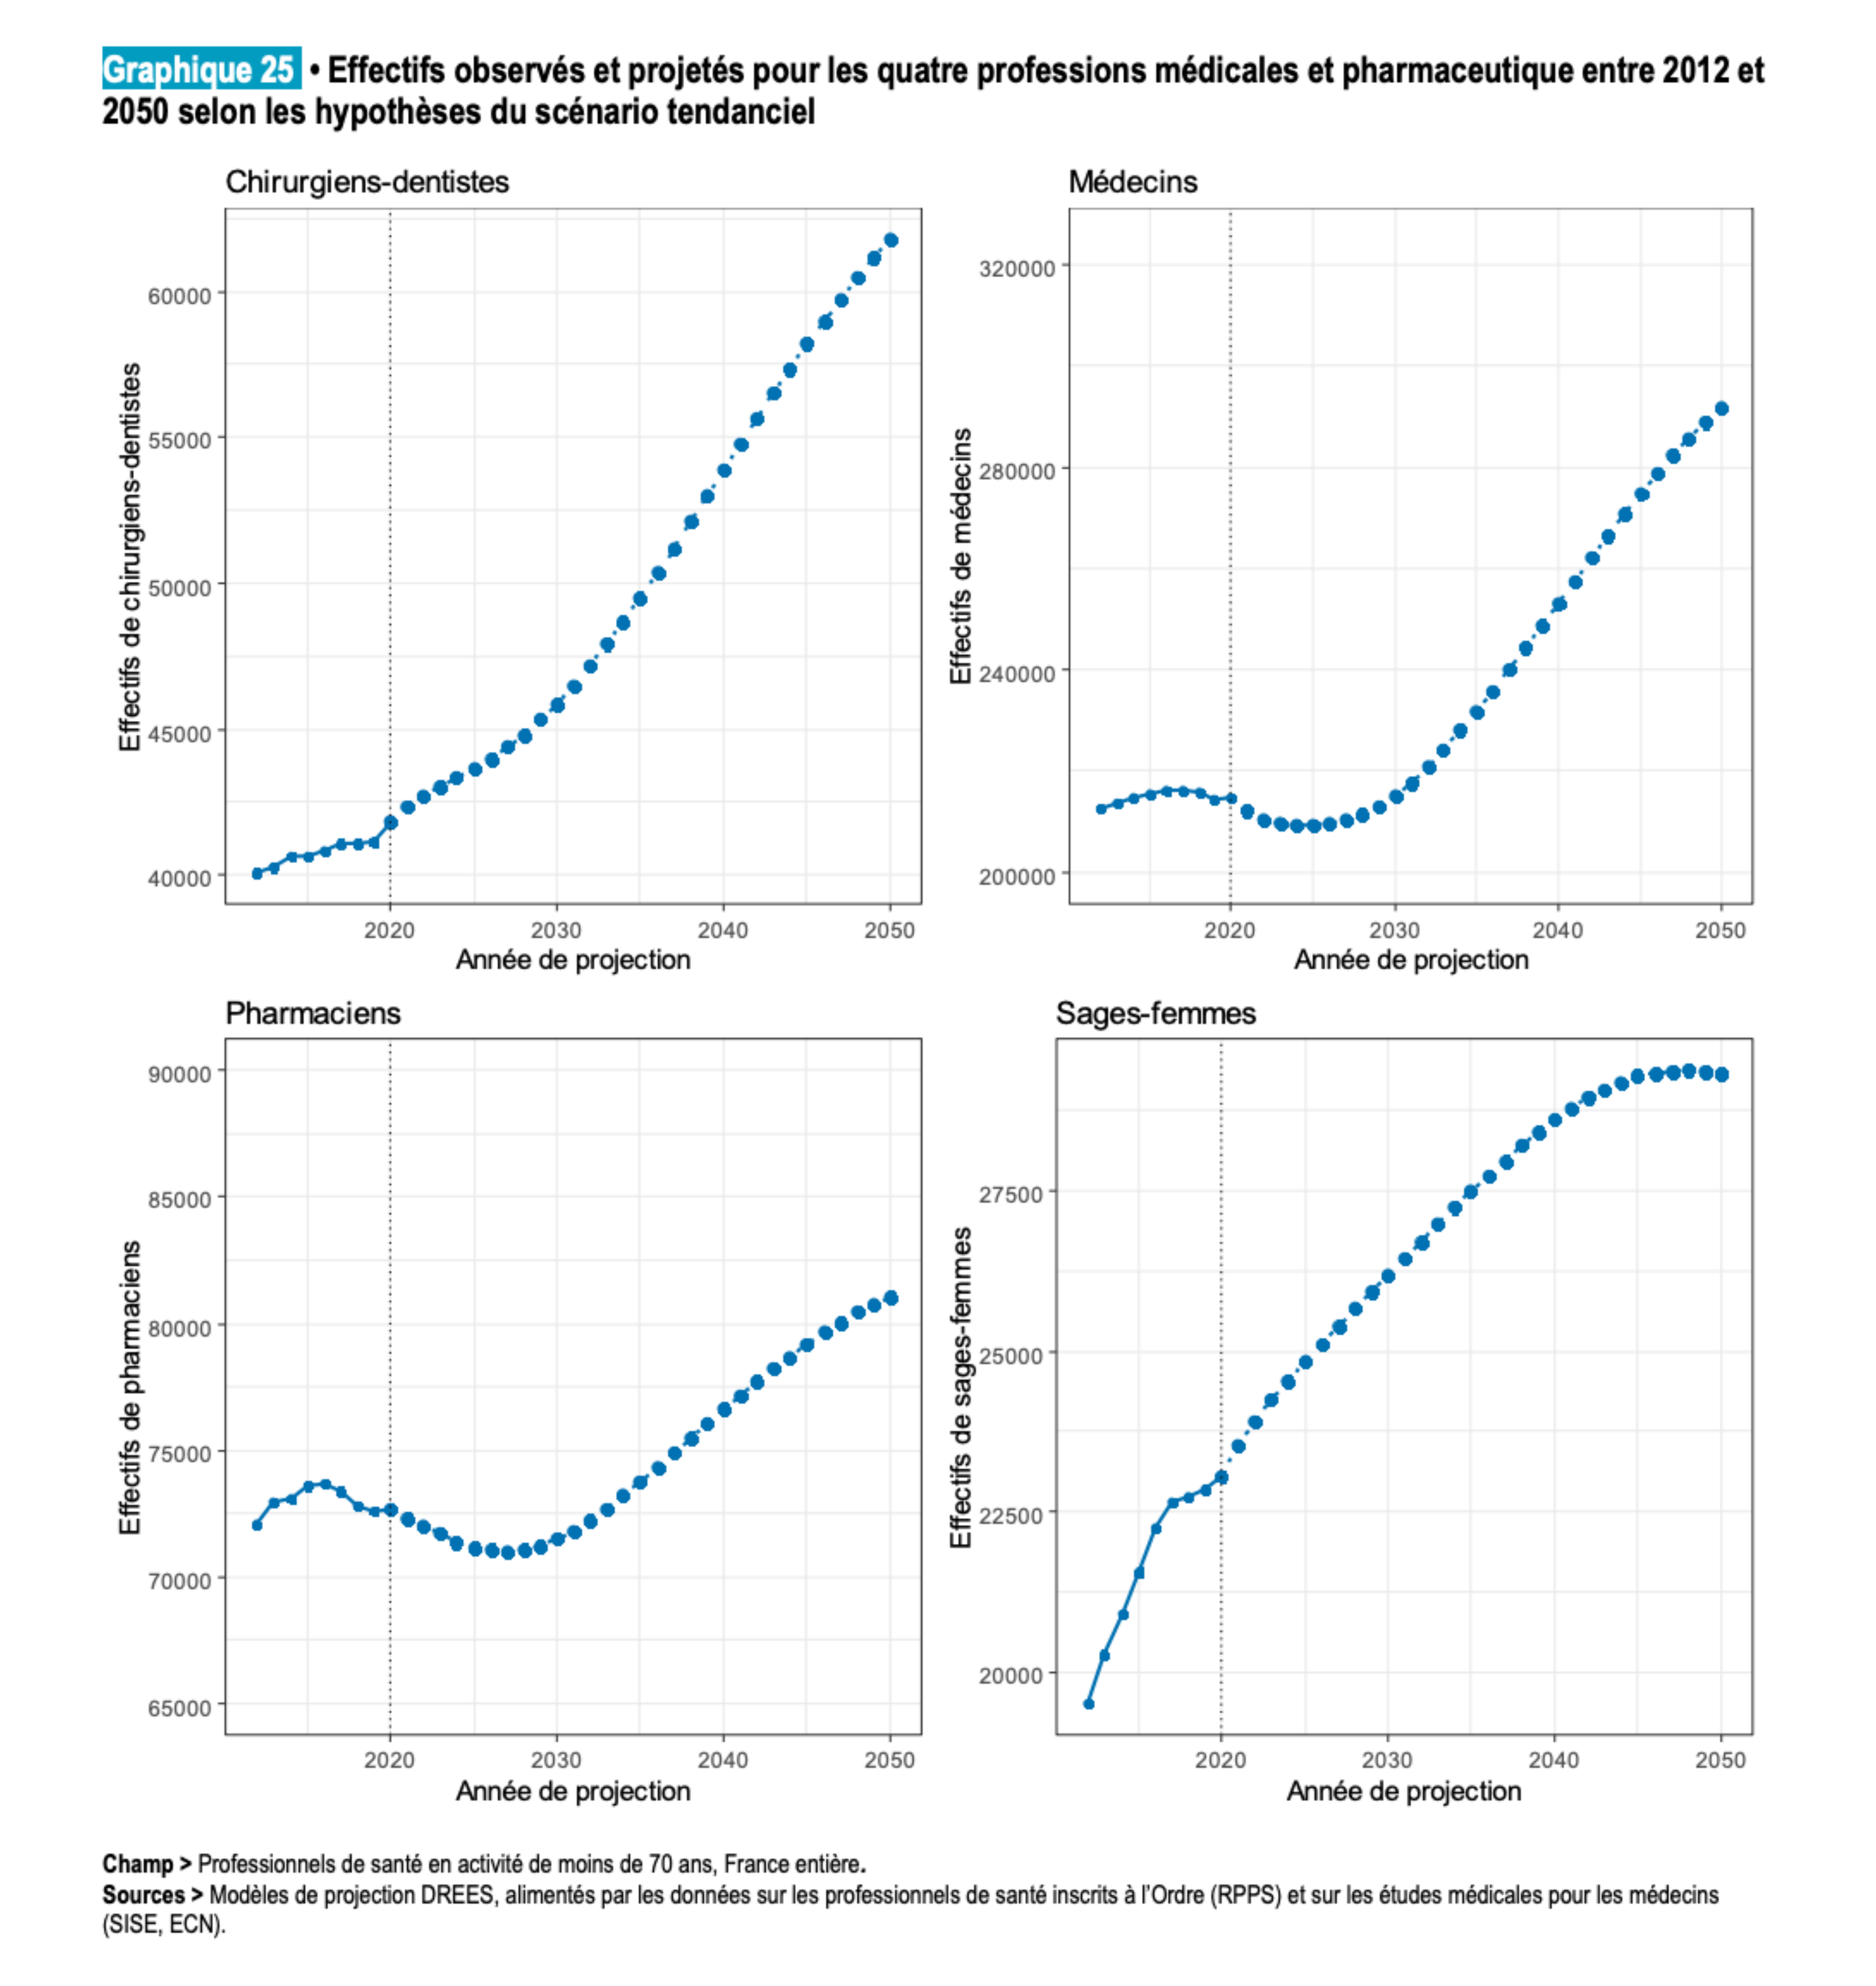 Graphique 25 • Effectifs observés et projetés pour les quatre professions médicales et pharmaceutique entre 2012 et
2050 selon les hypothèses du scénario tendanciel
Chirurgiens-dentistes
Effectifs de chirurgiens-dentistes
60000
55000
50000
45000
40000
2020 2030 2040 2050
Année de projection
Médecins
Effectifs de médecins
320000
280000
240000
200000
2020 2030 2040 2050
Année de projection
Pharmaciens
Effectifs de pharmaciens
90000
85000
80000
75000
70000
65000
2020 2030 2040 2050
Année de projection
Sages-femmes
Effectifs de sages-femmes
27500
25000
22500
20000
2020 2030 2040 2050
Année de projection
Champ > Professionnels de santé en activité de moins de 70 ans, France entière.
Sources > Modèles de projection DREES, alimentés par les données sur les professionnels de santé inscrits à l'Ordre (RPPS) et sur les études médicales pour les médecins
(SISE, ECN).